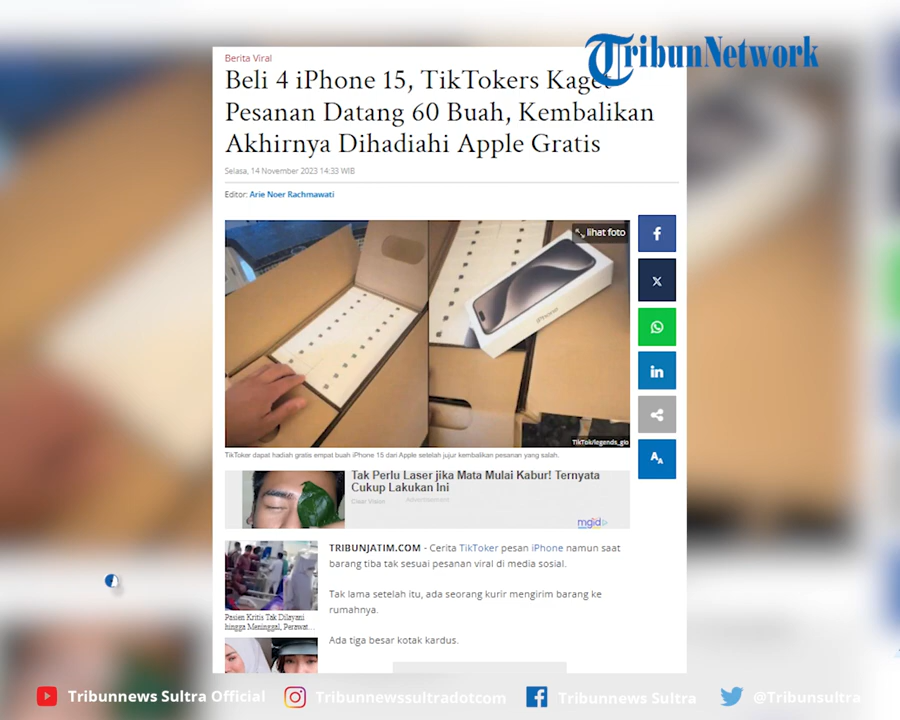 TribunNetwork
Berita Viral
Beli 4 iPhone 15, TikTokers Kaget
Pesanan Datang 60 Buah, Kembalikan
Akhirnya Dihadiahi Apple Gratis
Selasa, 14 November 2023 14:33 WIB
Editor: Arie Noer Rachmawati
lihat foto
iPhone
TikTok/legends_gio
TikToker dapat hadiah gratis empat buah iPhone 15 dari Apple setelah jujur kembalikan pesanan yang salah.
Tak Perlu Laser jika Mata Mulai Kabur! Ternyata
Cukup Lakukan Ini
Clear Vision Advertisement
mgid
TRIBUNJATIM.COM - Cerita TikToker pesan iPhone namun saat
barang tiba tak sesuai pesanan viral di media sosial.
Tak lama setelah itu, ada seorang kurir mengirim barang ke
rumahnya.
Ada tiga besar kotak kardus.
Pasien Kritis Tak Dilayani
hingga Meninggal, Perawat...
Tribunnews Sultra Official Tribunnewssultradotcom Tribunnews Sultra @Tribunsultra